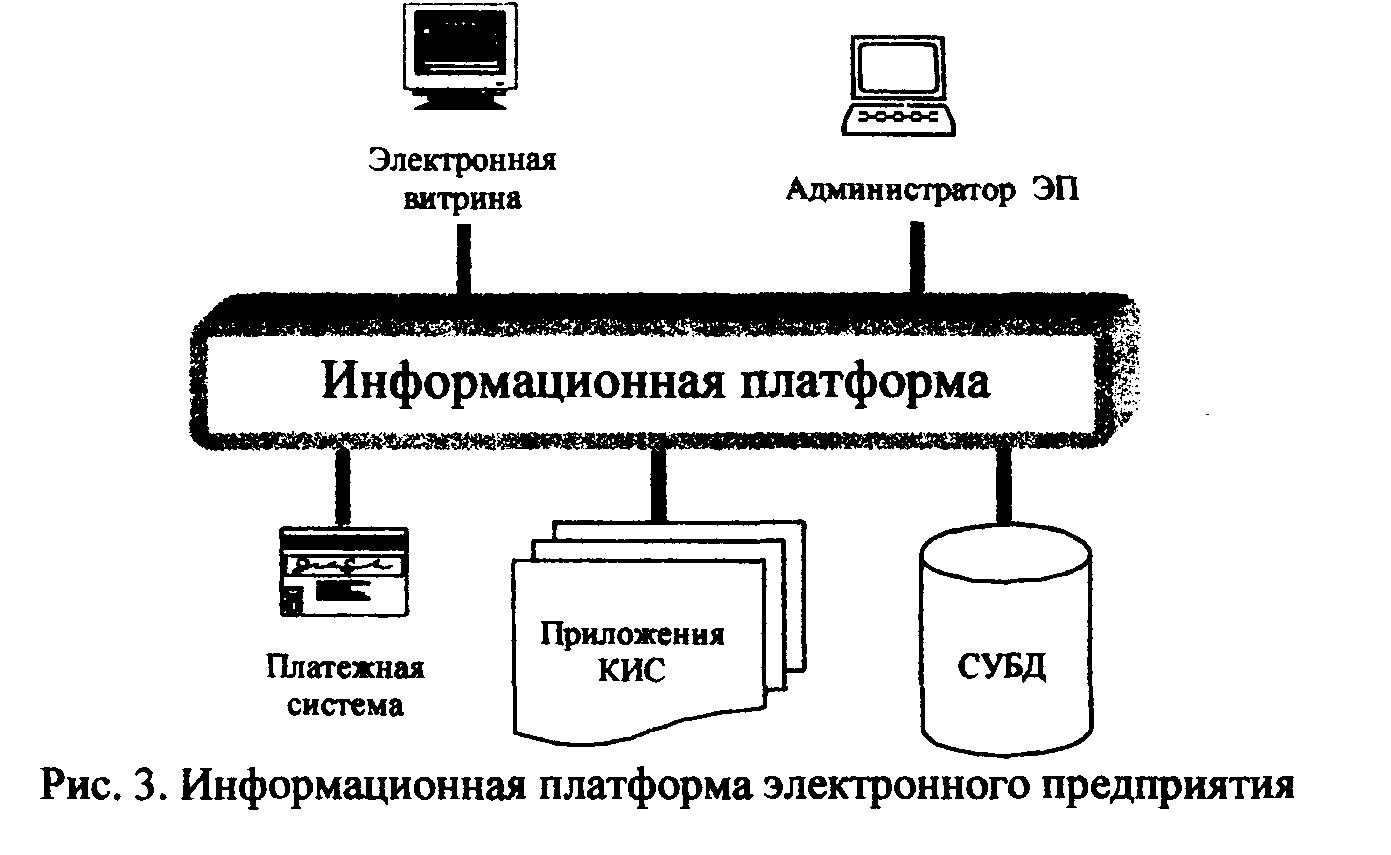 Электронная
витрина
Администратор ЭП
Информационная платформа
Платежная
система
Приложения
КИС
СУБД
Рис. 3. Информационная платформа электронного предприятия